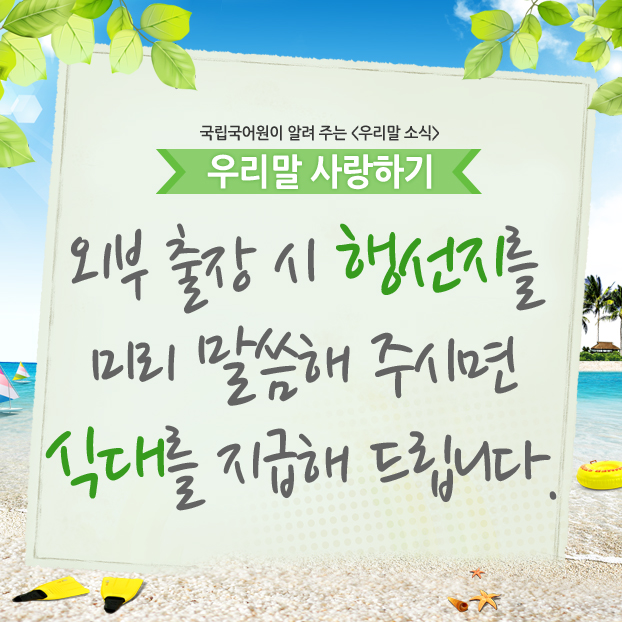 국립국어원이 알려 주는 <우리말 소식>
우리말 사랑하기
외부 출장 시 행선지를
미리 말씀해 주시면
식대를 지급해 드립니다.